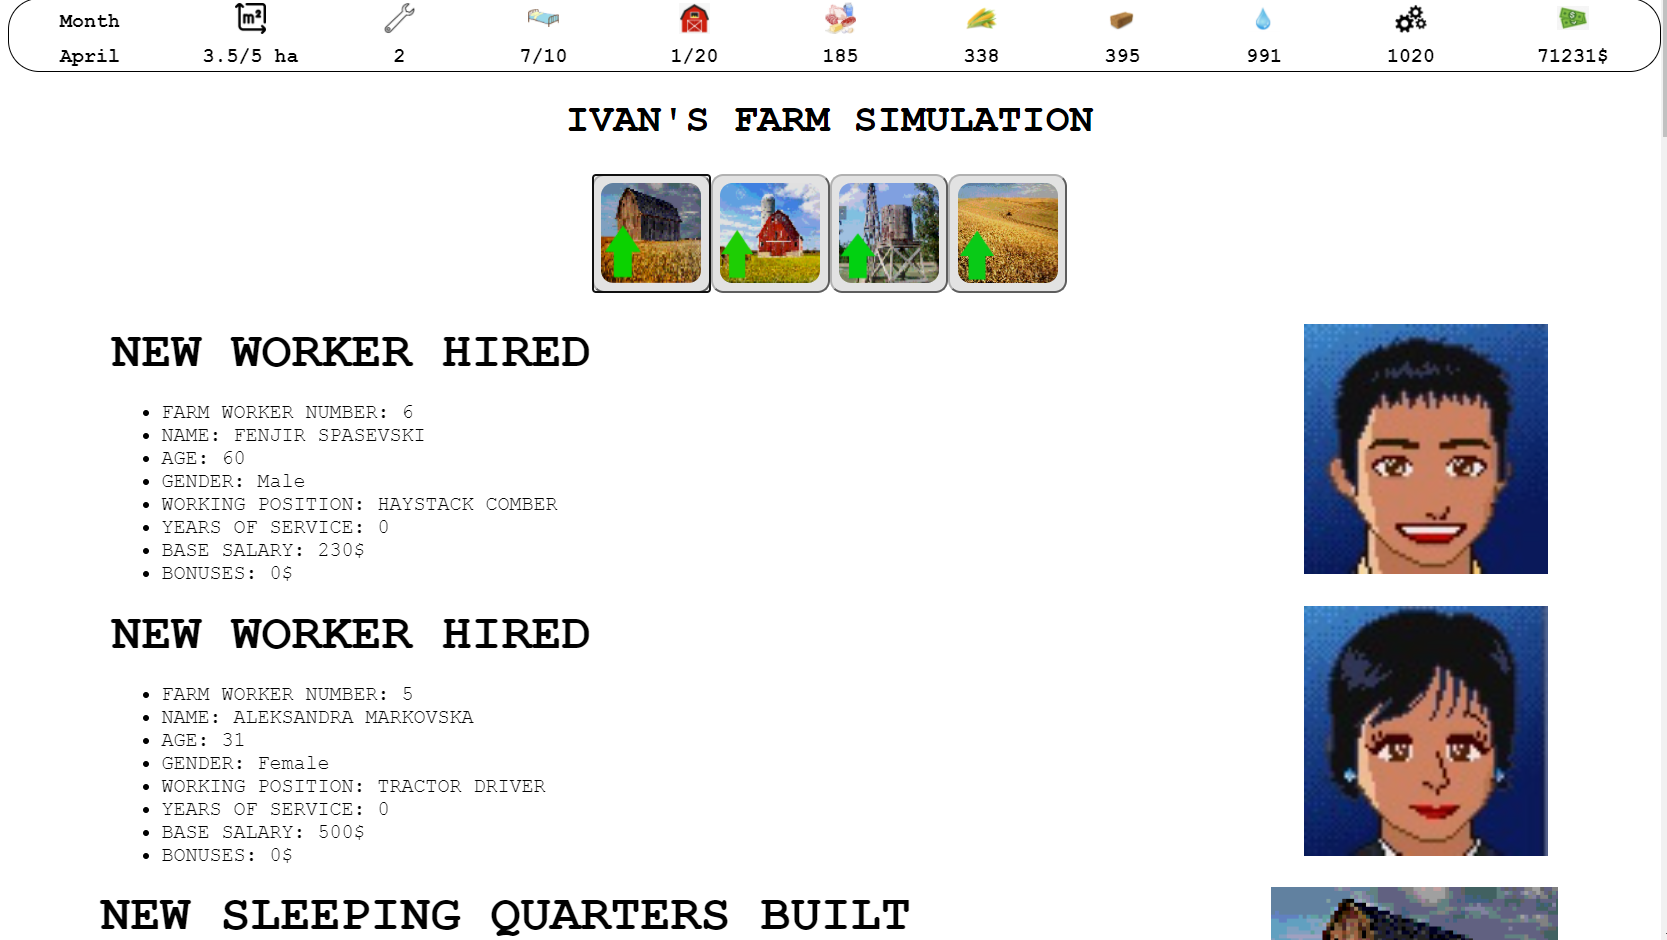 Month m²
April 3.5/5 ha 2 7/10 1/20 185 338 395 991 1020 71231$
IVAN'S FARM SIMULATION
NEW WORKER HIRED
FARM WORKER NUMBER: 6
NAME: FENJIR SPASEVSKI
AGE: 60
GENDER: Male
WORKING POSITION: HAYSTACK COMBER
YEARS OF SERVICE: 0
BASE SALARY: 230$
BONUSES: 0$
NEW WORKER HIRED
FARM WORKER NUMBER: 5
NAME: ALEKSANDRA MARKOVSKA
AGE: 31
GENDER: Female
WORKING POSITION: TRACTOR DRIVER
YEARS OF SERVICE: 0
BASE SALARY: 500$
BONUSES: 0$
NEW SLEEPING QUARTERS BUILT